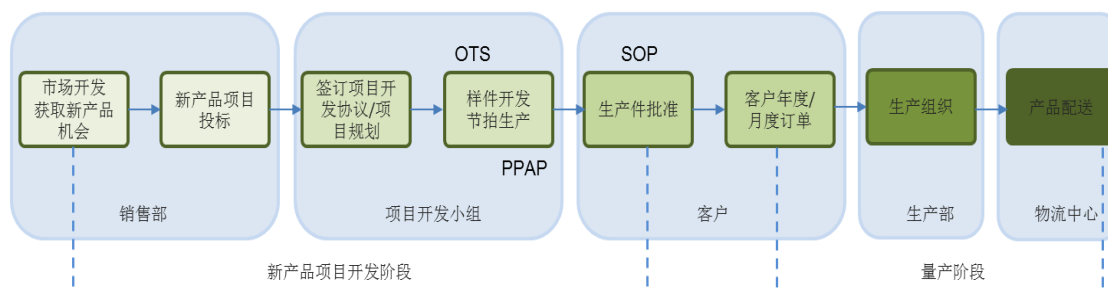 OTS
SOP
市场开发
获取新产品
机会
新产品项目
投标
签订项目开
发协议/项
目规划
样件开发
节拍生产
生产件批准
客户年度/
月度订单
生产组织
产品配送
PPAP
销售部
项目开发小组
客户
生产部
物流中心
新产品项目开发阶段
量产阶段